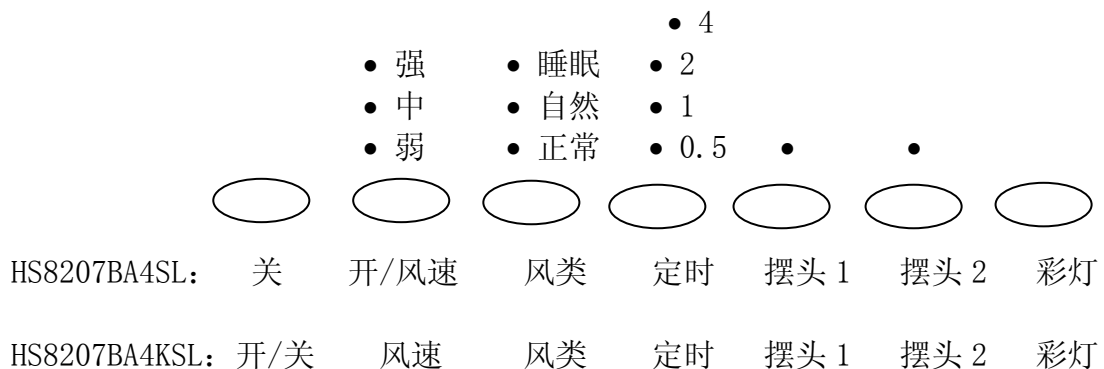 • 4
• 强 • 睡眠 • 2
• 中 • 自然 • 1
• 弱 • 正常 • 0.5 • •
HS8207BA4SL： 关 开/风速 风类 定时 摆头 1 摆头 2 彩灯
HS8207BA4KSL：开/关 风速 风类 定时 摆头 1 摆头 2 彩灯